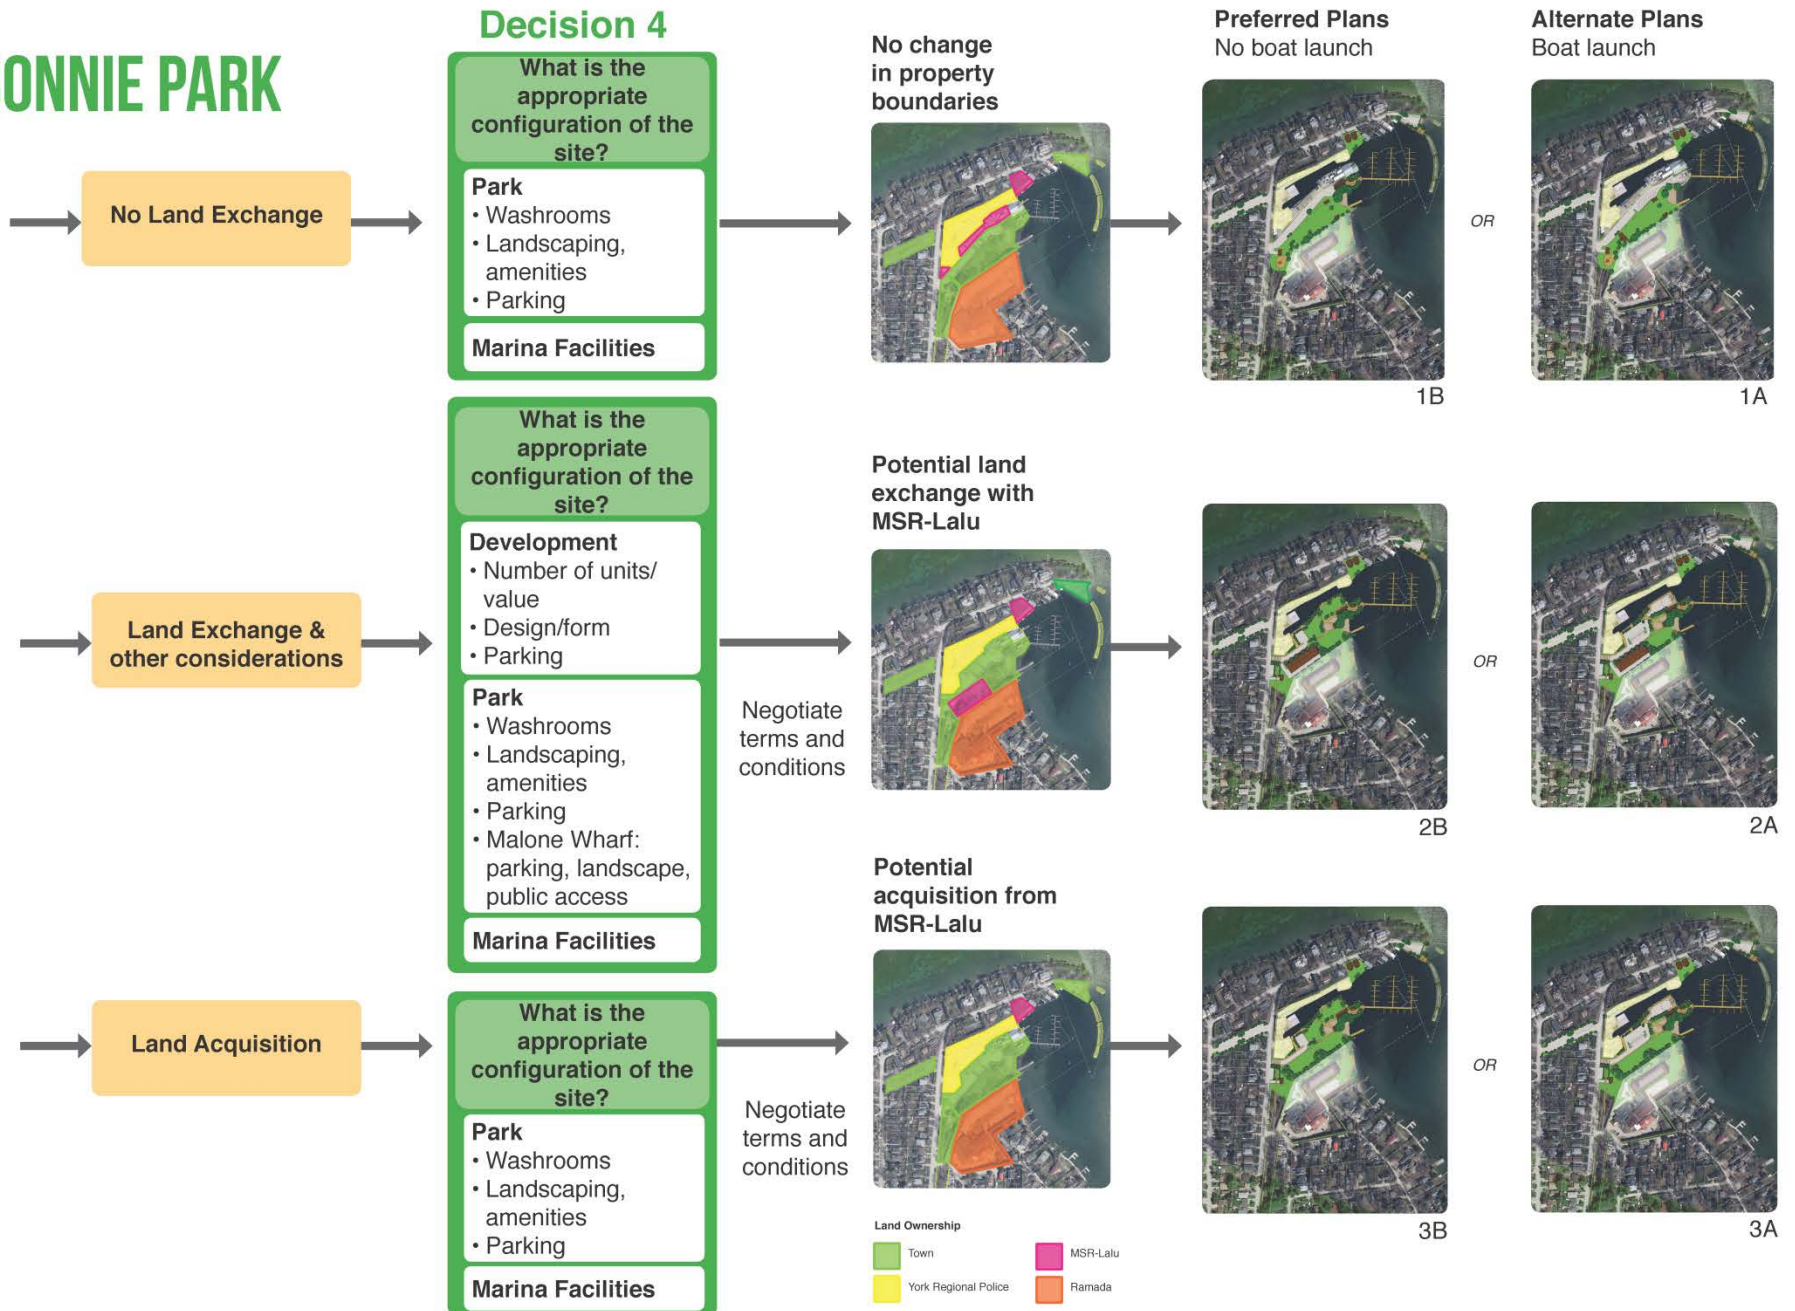 ONNIE PARK
Decision 4
Preferred Plans
No boat launch
Alternate Plans
Boat launch
No Land Exchange
What is the
appropriate
configuration of the
site?
Park
• Washrooms
• Landscaping,
amenities
• Parking
Marina Facilities
No change
in property
boundaries
1B
OR
1A
Land Exchange &
other considerations
What is the
appropriate
configuration of the
site?
Development
• Number of units/
value
• Design/form
• Parking
Park
• Washrooms
• Landscaping,
amenities
• Parking
• Malone Wharf:
parking, landscape,
public access
Marina Facilities
Negotiate
terms and
conditions
Potential land
exchange with
MSR-Lalu
2B
OR
2A
Land Acquisition
What is the
appropriate
configuration of the
site?
Park
• Washrooms
• Landscaping,
amenities
• Parking
Marina Facilities
Negotiate
terms and
conditions
Potential
acquisition from
MSR-Lalu
3B
OR
3A
Land Ownership
Town
MSR-Lalu
York Regional Police
Ramada